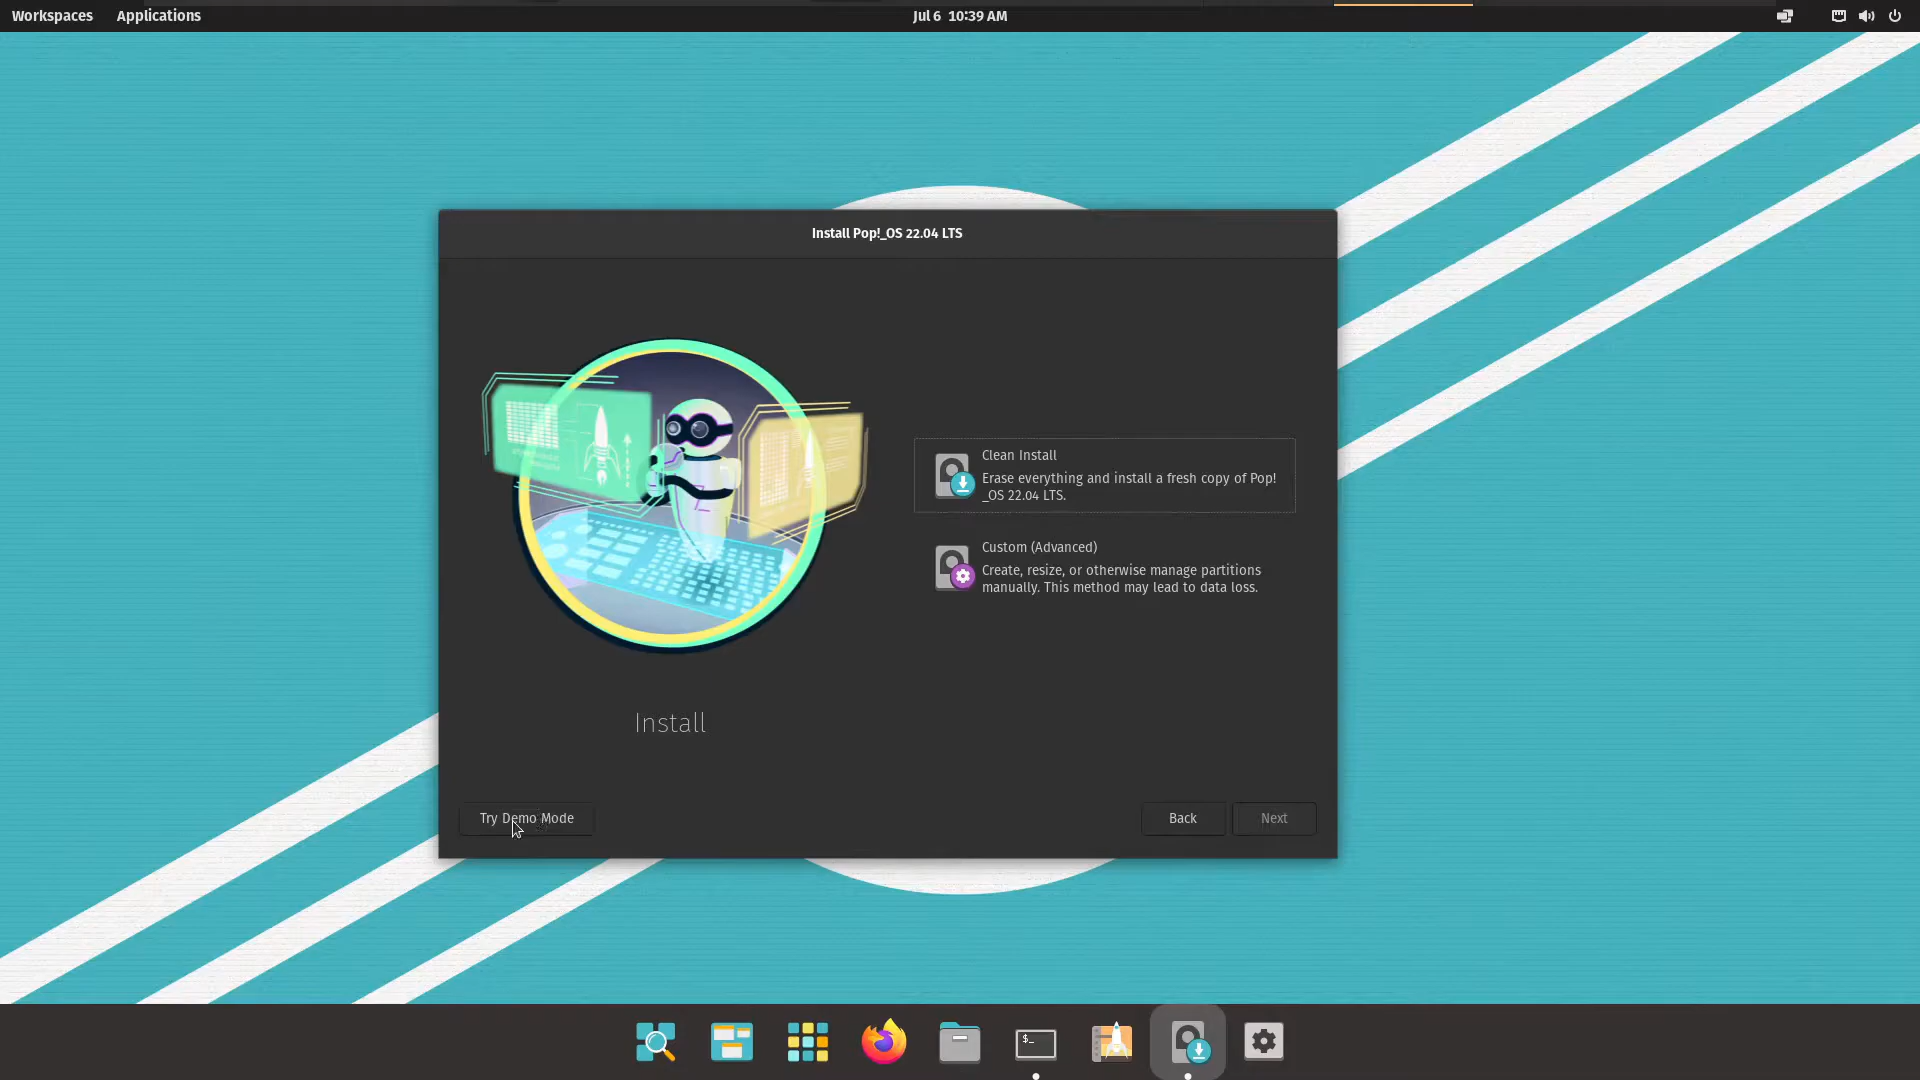 Workspaces
Applications
Jul 6 10:39 AM
Install Pop!_OS 22.04 LTS
Clean Install
Erase everything and install a fresh copy of Pop!
_OS 22.04 LTS.
Custom (Advanced)
Create, resize, or otherwise manage partitions
manually. This method may lead to data loss.
Install
Try Demo Mode
Back
Next
$_